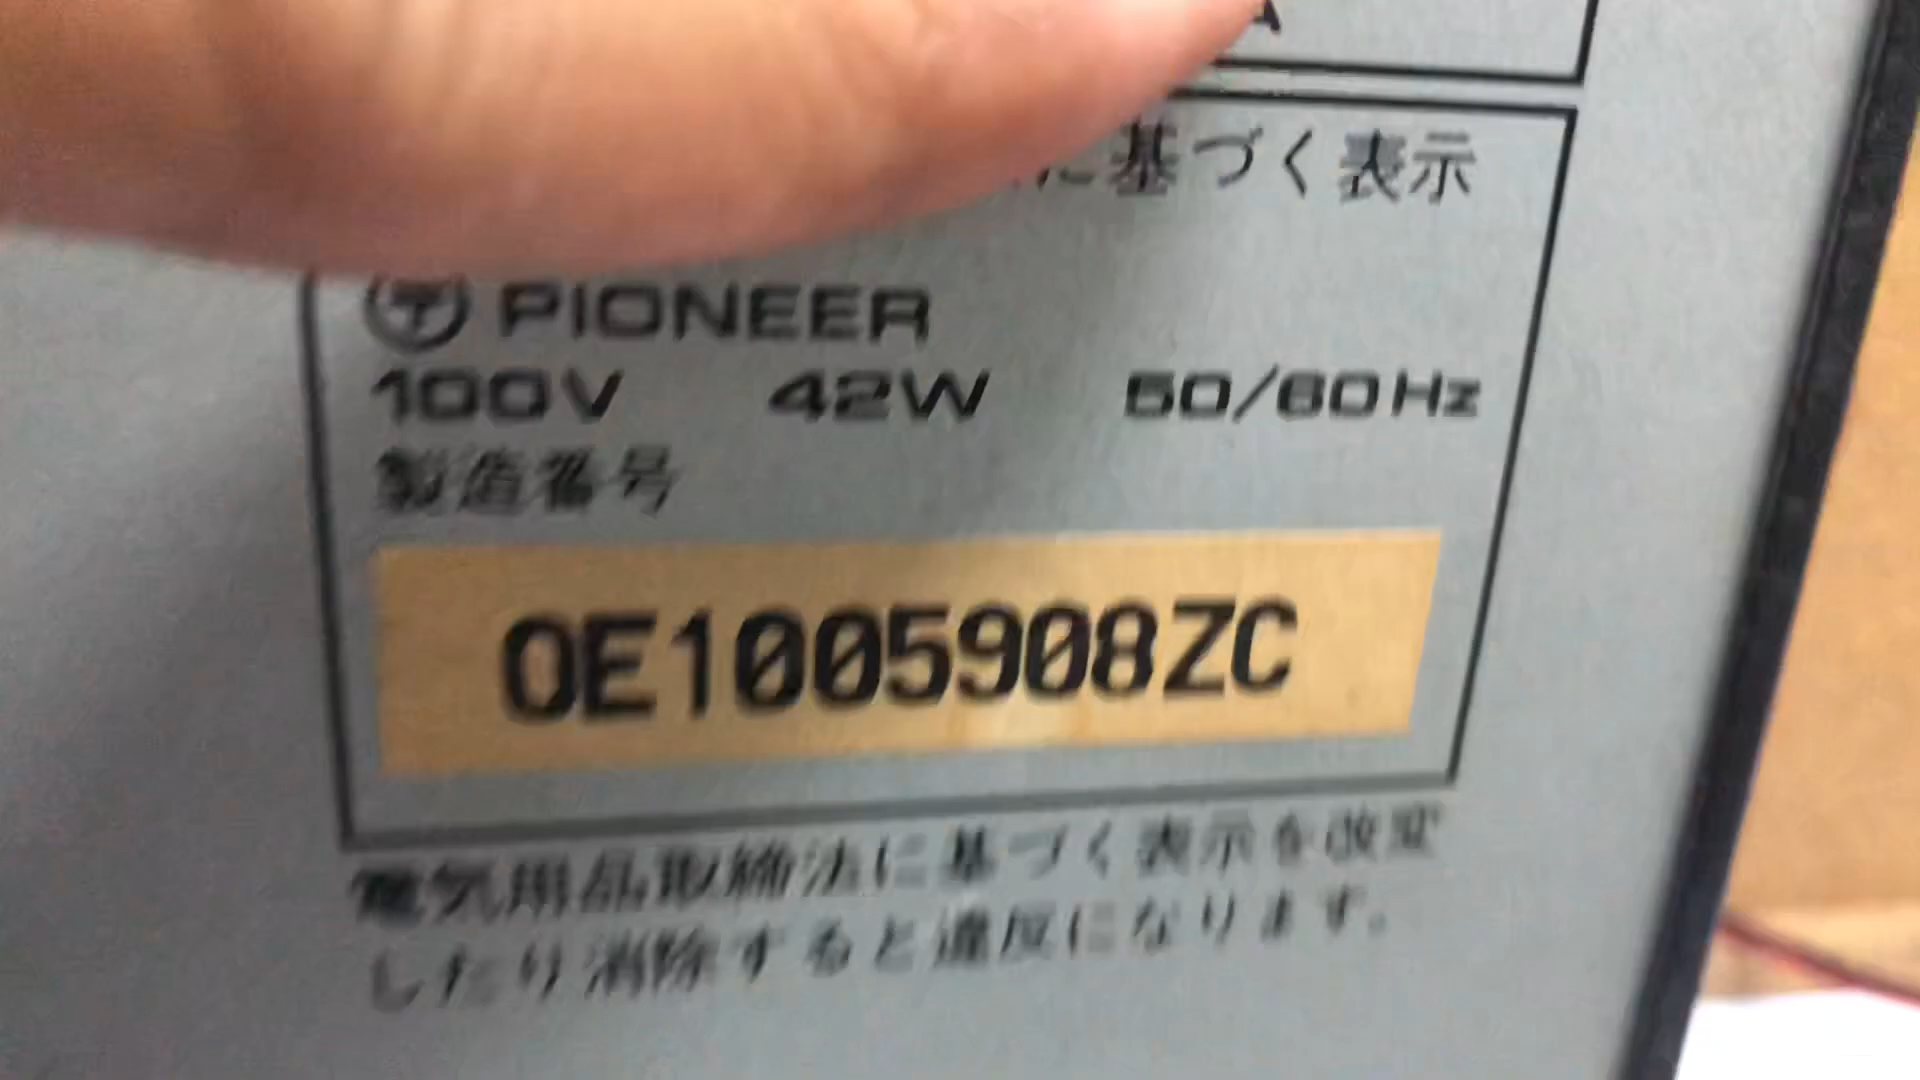 に基づく表示
〒 PIONEER
100V 42W 50/60Hz
製造番号
OE1005908ZC
電気用品取締法に基づく表示を改変
したり消除すると違反になります。